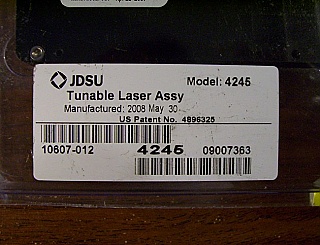 JDSU Model: 4245
Tunable Laser Assy
Manufactured: 2008 May 30
US Patent No. 4896325
10607-012 4245 09007363